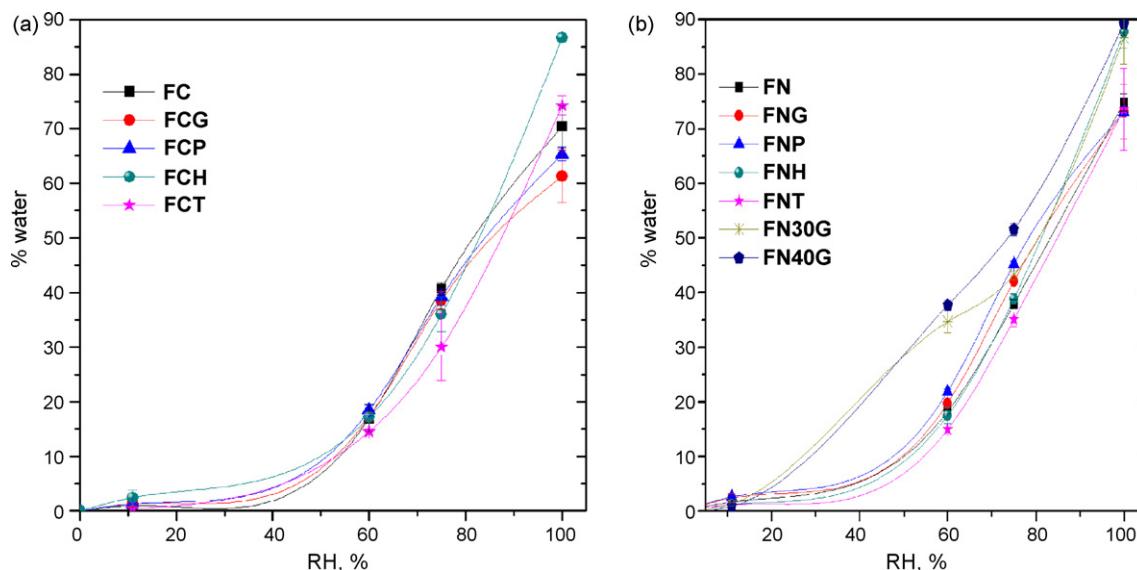 (a)
90
80
70
60
50
40
30
20
10
0
% water
FC
FCG
FCP
FCH
FCT
0 20 40 60 80 100
RH, %
(b)
90
80
70
60
50
40
30
20
10
0
% water
FN
FNG
FNP
FNH
FNT
FN30G
FN40G
20 40 60 80 100
RH, %